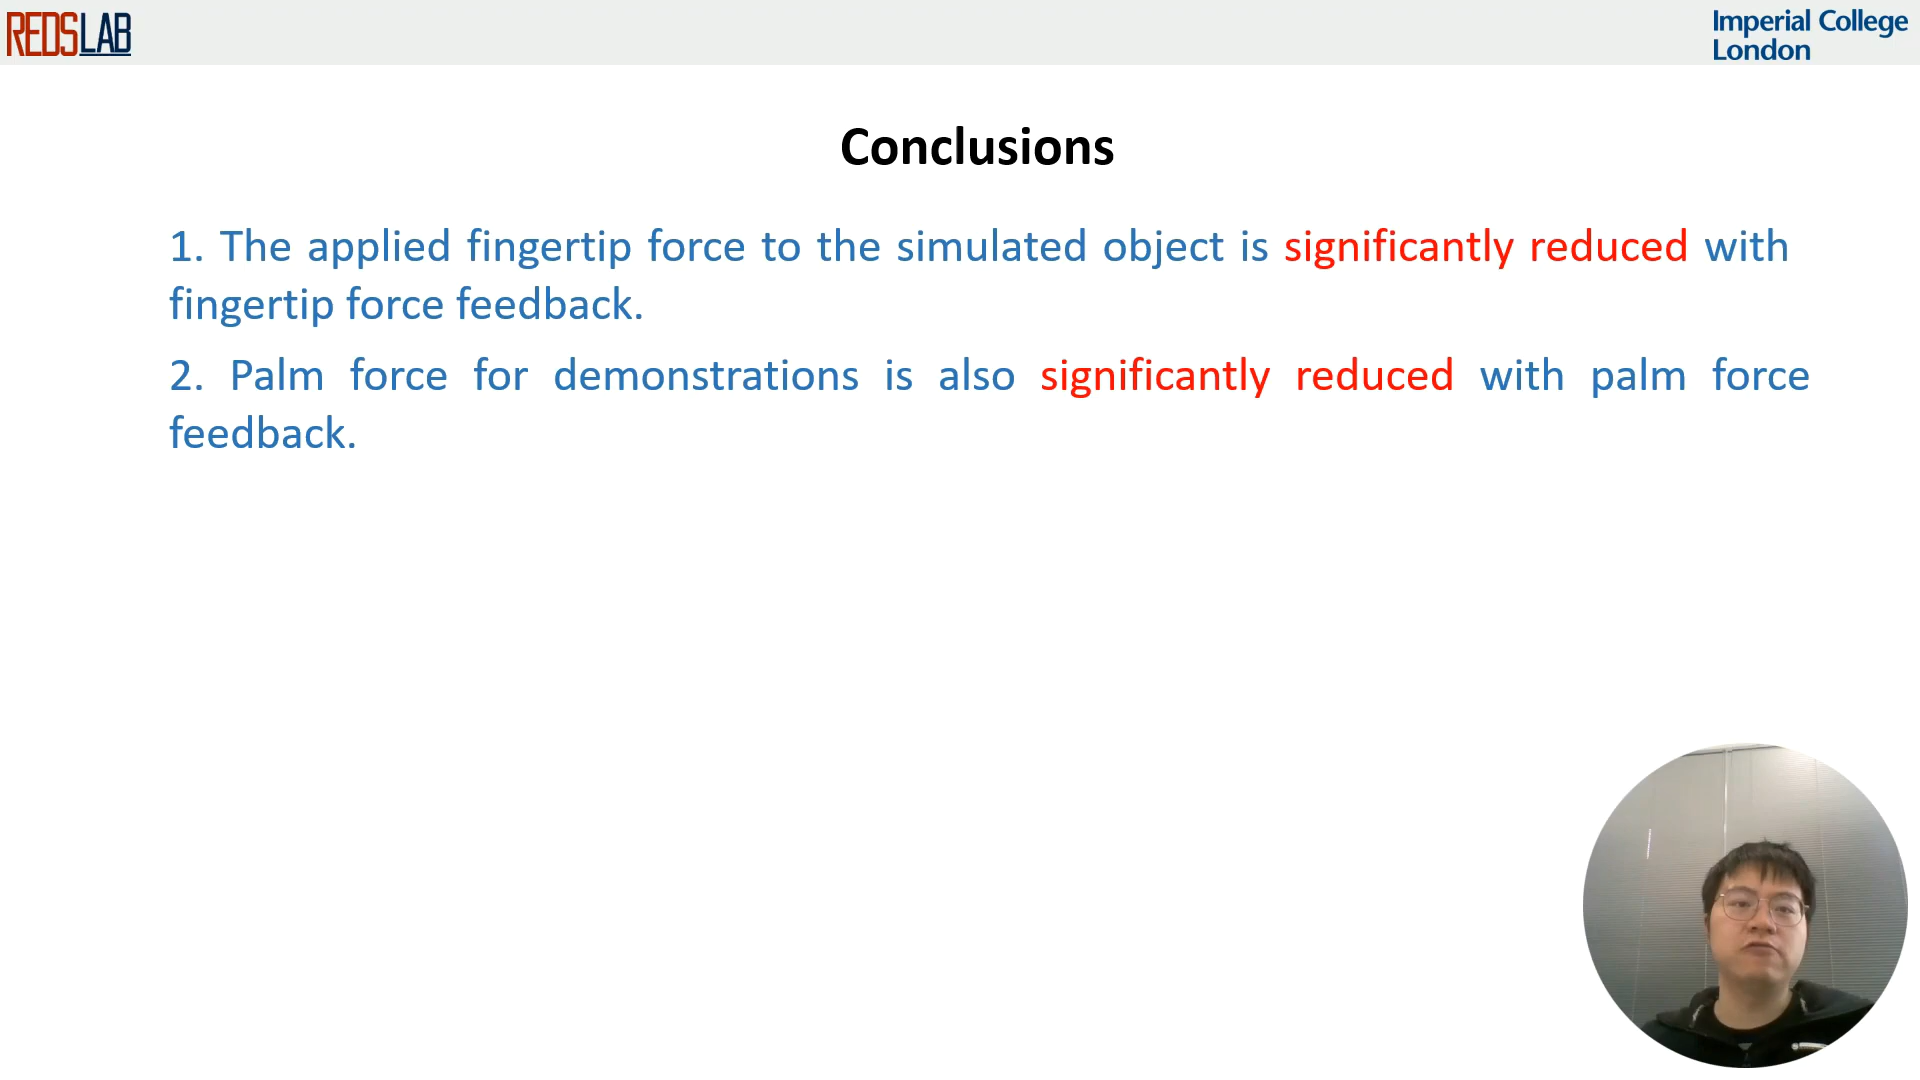 REDSLAB
Imperial College
London
Conclusions
1. The applied fingertip force to the simulated object is significantly reduced with
fingertip force feedback.
2. Palm force for demonstrations is also significantly reduced with palm force
feedback.